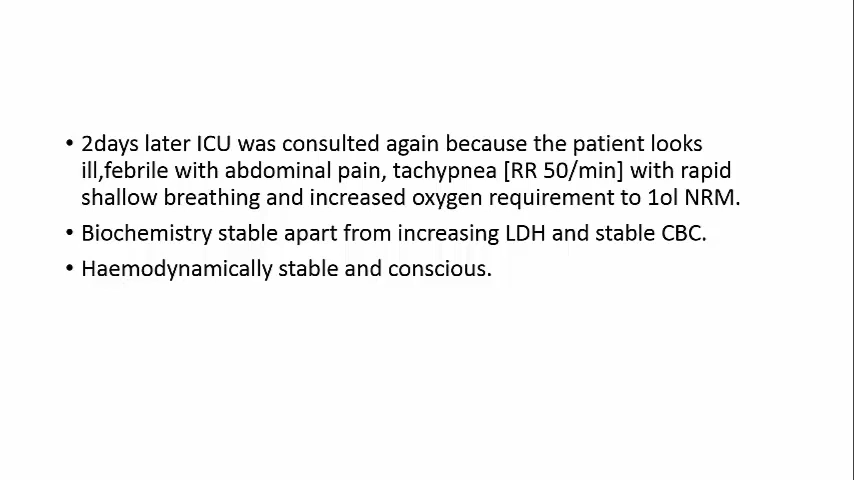 • 2days later ICU was consulted again because the patient looks
ill,febrile with abdominal pain, tachypnea [RR 50/min] with rapid
shallow breathing and increased oxygen requirement to 1ol NRM.
• Biochemistry stable apart from increasing LDH and stable CBC.
• Haemodynamically stable and conscious.